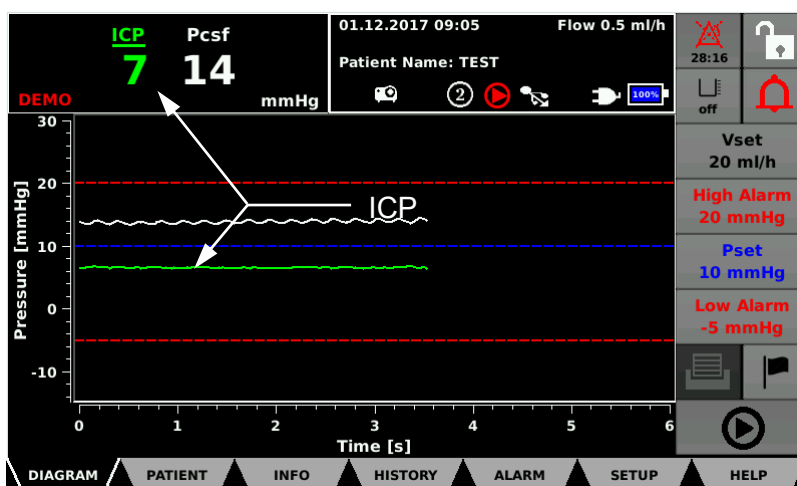 ICP Pcsf
7 14
DEMO mmHg
01.12.2017 09:05 Flow 0.5 ml/h
Patient Name: TEST
2 100%
28:16
off
Vset
20 ml/h
High Alarm
20 mmHg
Pset
10 mmHg
Low Alarm
-5 mmHg
Pressure [mmHg]
30
20
10
0
-10
ICP
0 1 2 3 4 5 6
Time [s]
DIAGRAM PATIENT INFO HISTORY ALARM SETUP HELP